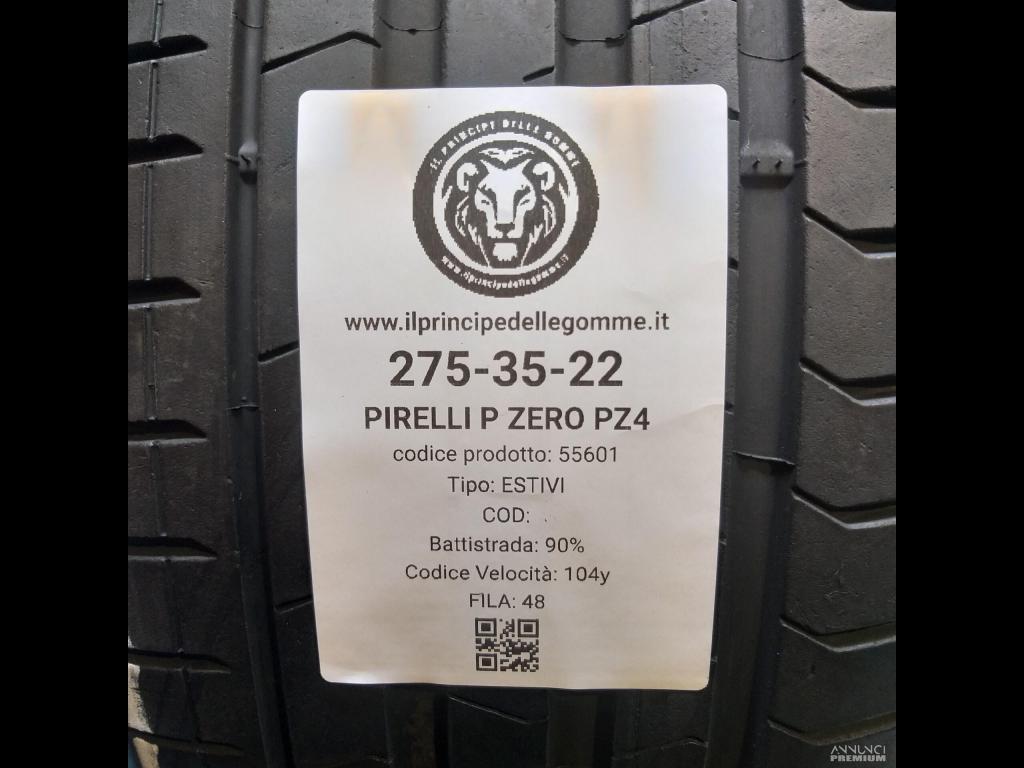 IL PRINCIPE DELLE GOMME
www.ilprincipedellegomme.it
www.ilprincipedellegomme.it
275-35-22
PIRELLI P ZERO PZ4
codice prodotto: 55601
Tipo: ESTIVI
COD:
Battistrada: 90%
Codice Velocità: 104y
FILA: 48
ANNUNCI
PREMIUM